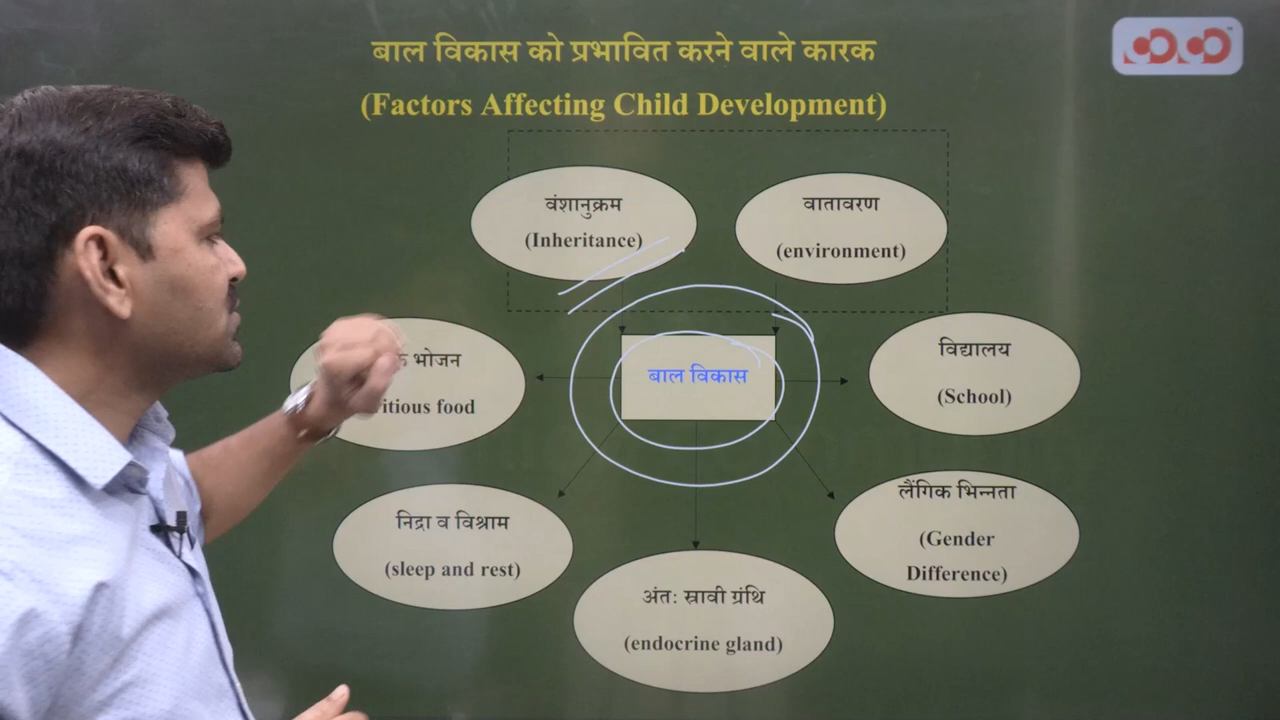 बाल विकास को प्रभावित करने वाले कारक
(Factors Affecting Child Development)
वंशानुक्रम
(Inheritance)
वातावरण
(environment)
भोजन
food
बाल विकास
विद्यालय
(School)
निद्रा व विश्राम
(sleep and rest)
लैंगिक भिन्नता
(Gender
Difference)
अंतः स्रावी ग्रंथि
(endocrine gland)